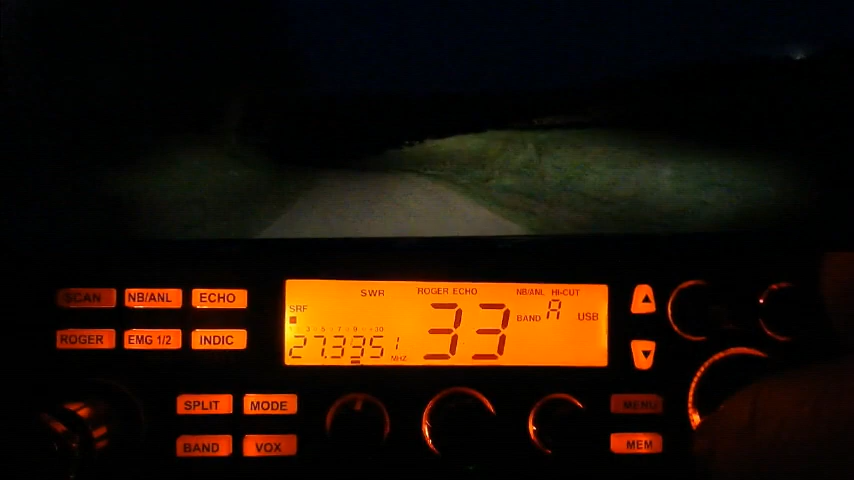 SWR ROGER ECHO NB/ANL HI-CUT
SCAN NB/ANL ECHO
SRF
33
BAND A USB
ROGER EMG 1/2 INDIC
27.3951 MHZ
SPLIT MODE
MENU
BAND VOX
MEM